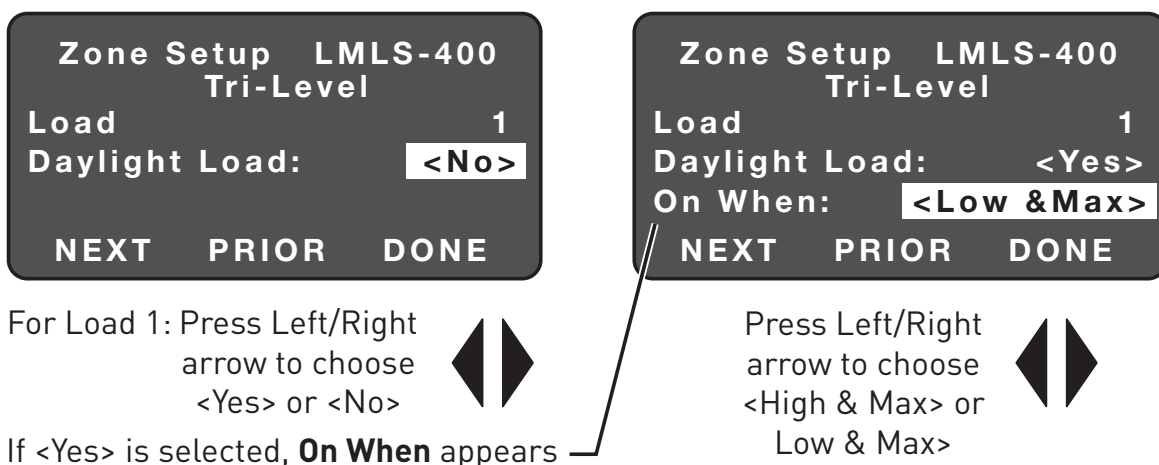 Zone Setup LMLS-400
Tri-Level
Load 1
Daylight Load: <No>
NEXT PRIOR DONE
For Load 1: Press Left/Right
arrow to choose
<Yes> or <No>
If <Yes> is selected, On When appears
Zone Setup LMLS-400
Tri-Level
Load 1
Daylight Load: <Yes>
On When: <Low &Max>
NEXT PRIOR DONE
Press Left/Right
arrow to choose
<High & Max> or
Low & Max>